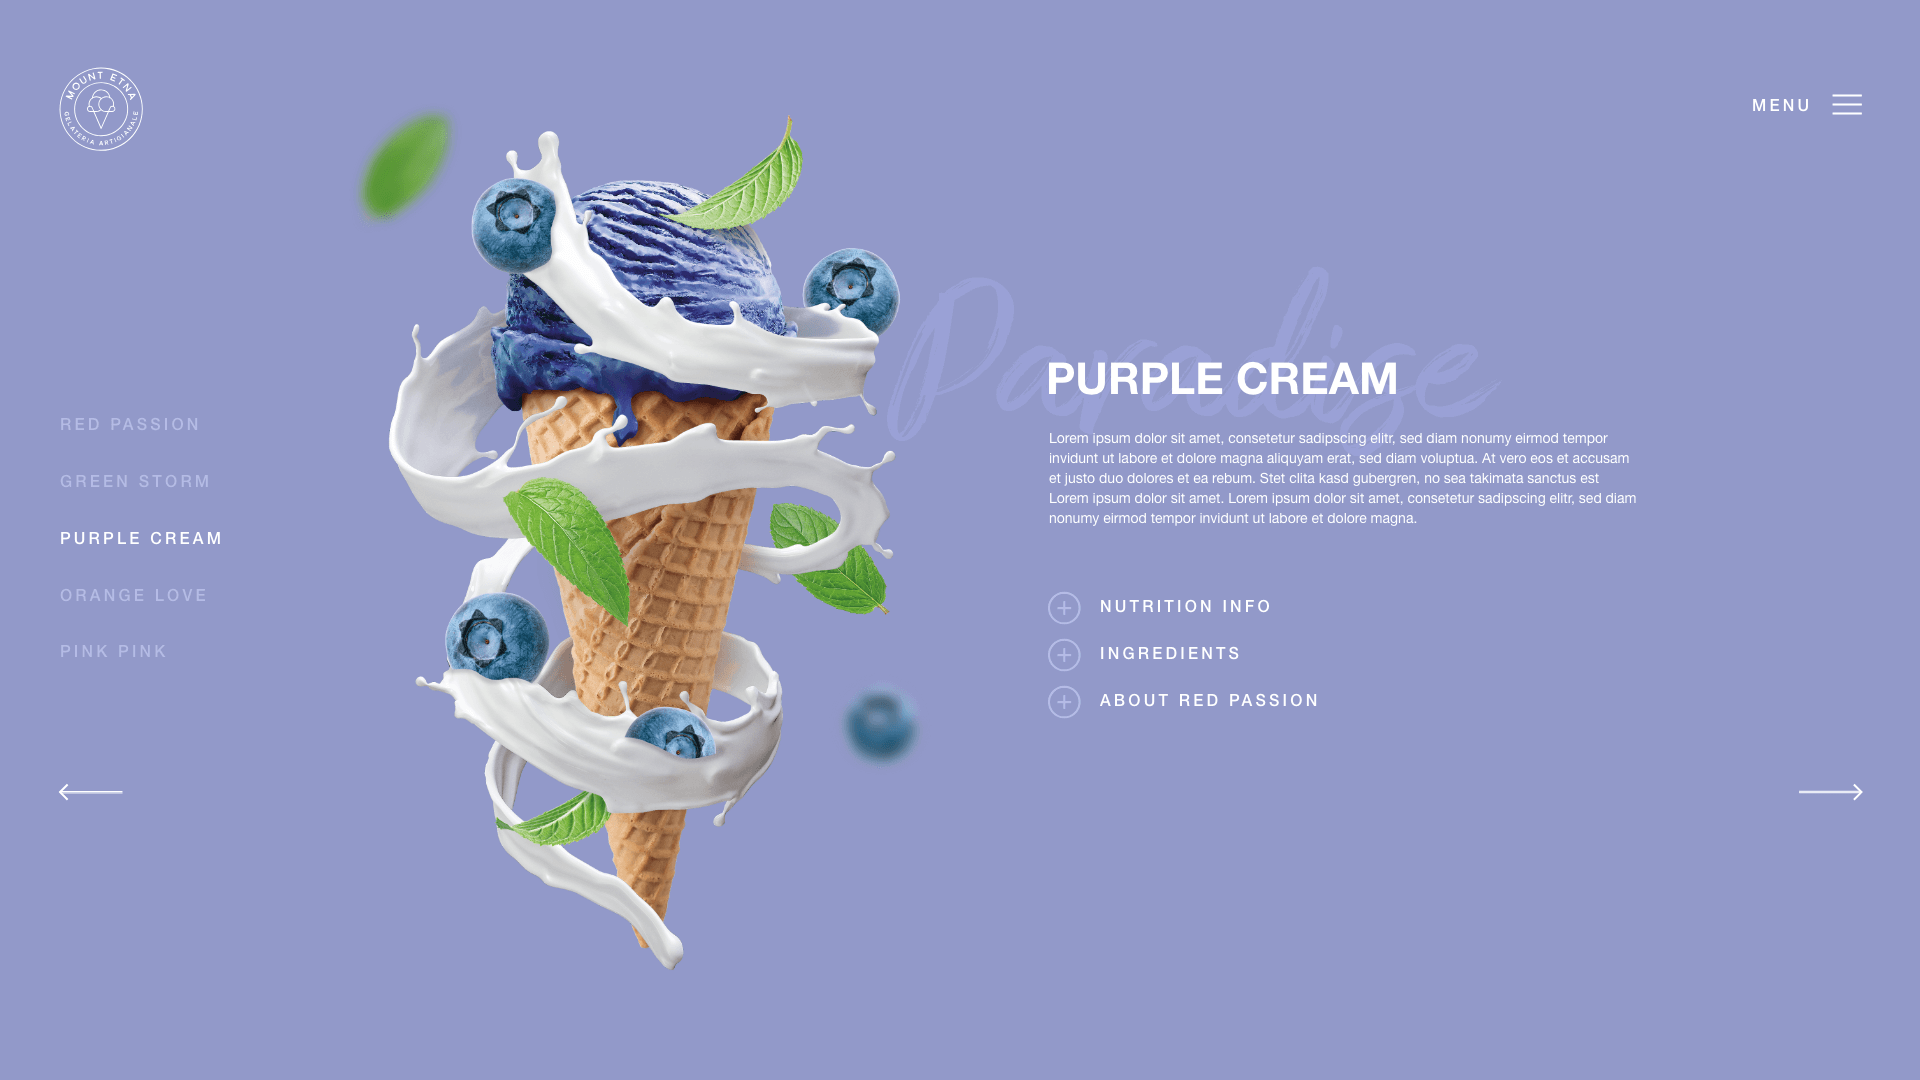 MOUNT ETNA
GELATERIA ARTIGIANALE
MENU
RED PASSION
GREEN STORM
PURPLE CREAM
ORANGE LOVE
PINK PINK
Paradise
PURPLE CREAM
Lorem ipsum dolor sit amet, consetetur sadipscing elitr, sed diam nonumy eirmod tempor
invidunt ut labore et dolore magna aliquyam erat, sed diam voluptua. At vero eos et accusam
et justo duo dolores et ea rebum. Stet clita kasd gubergren, no sea takimata sanctus est
Lorem ipsum dolor sit amet. Lorem ipsum dolor sit amet, consetetur sadipscing elitr, sed diam
nonumy eirmod tempor invidunt ut labore et dolore magna.
NUTRITION INFO
INGREDIENTS
ABOUT RED PASSION